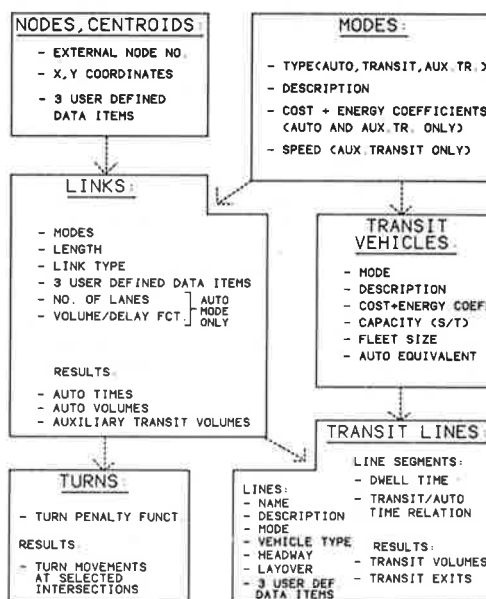 NODES, CENTROIDS:
- EXTERNAL NODE NO.
- X,Y COORDINATES
- 3 USER DEFINED
DATA ITEMS
MODES:
- TYPE(AUTO, TRANSIT, AUX.TR.)
- DESCRIPTION
- COST + ENERGY COEFFICIENTS
(AUTO AND AUX.TR. ONLY)
- SPEED (AUX.TRANSIT ONLY)
LINKS:
- MODES
- LENGTH
- LINK TYPE
- 3 USER DEFINED DATA ITEMS
- NO. OF LANES
- VOLUME/DELAY FCT.
AUTO
MODE
ONLY
RESULTS:
- AUTO TIMES
- AUTO VOLUMES
- AUXILIARY TRANSIT VOLUMES
TRANSIT
VEHICLES:
- MODE
- DESCRIPTION
- COST+ENERGY COEFF
- CAPACITY (S/T)
- FLEET SIZE
- AUTO EQUIVALENT
TURNS:
- TURN PENALTY FUNCT
RESULTS:
- TURN MOVEMENTS
AT SELECTED
INTERSECTIONS
TRANSIT LINES:
LINES:
- NAME
- DESCRIPTION
- MODE
- VEHICLE TYPE
- HEADWAY
- LAYOVER
- 3 USER DEF.
DATA ITEMS
LINE SEGMENTS:
- DWELL TIME
- TRANSIT/AUTO
TIME RELATION
RESULTS:
- TRANSIT VOLUMES
- TRANSIT EXITS